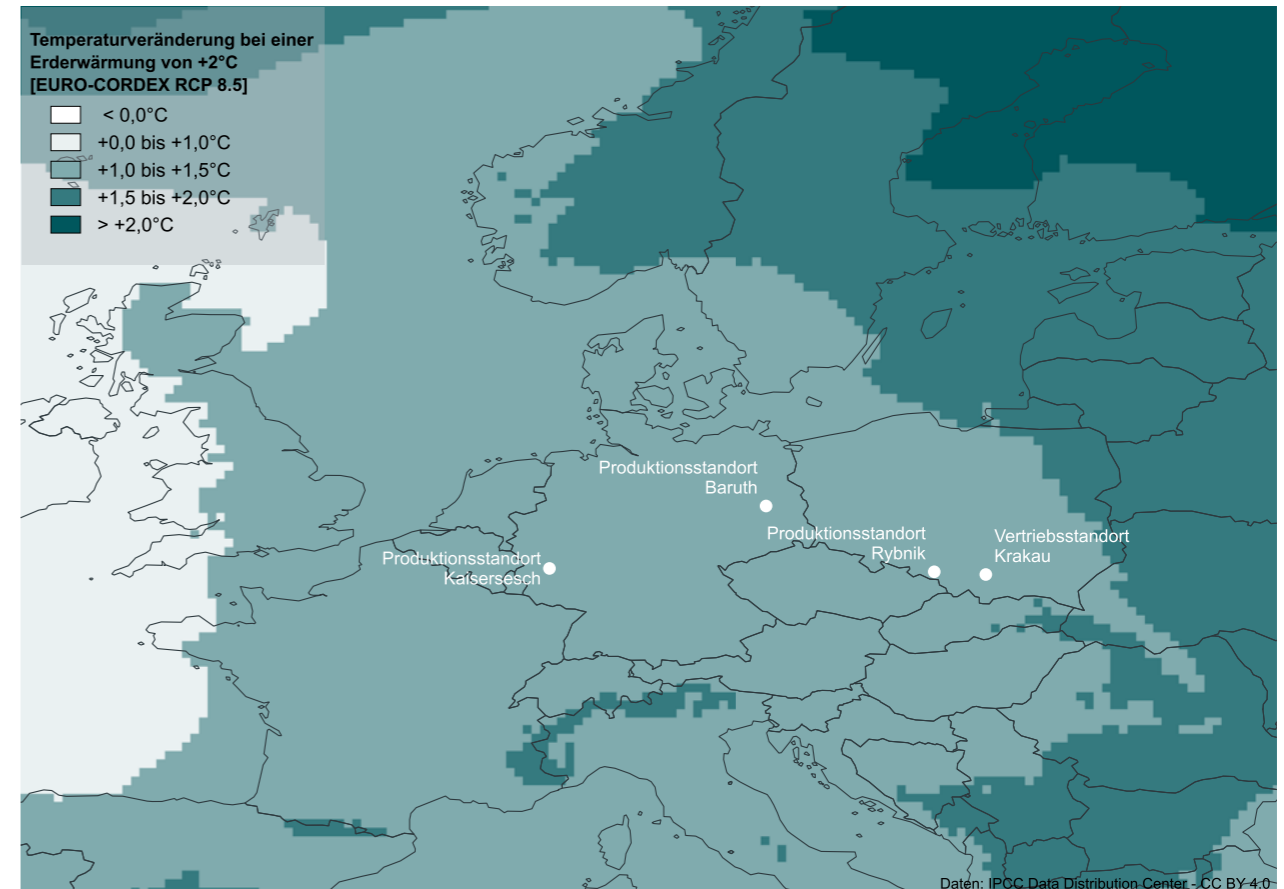 Temperaturveränderung bei einer
Erderwärmung von +2°C
[EURO-CORDEX RCP 8.5]
< 0,0°C
+0,0 bis +1,0°C
+1,0 bis +1,5°C
+1,5 bis +2,0°C
> +2,0°C
Produktionsstandort
Baruth
Produktionsstandort
Rybnik
Vertriebsstandort
Krakau
Produktionsstandort
Kaisersesch
Daten: IPCC Data Distribution Center - CC BY 4.0